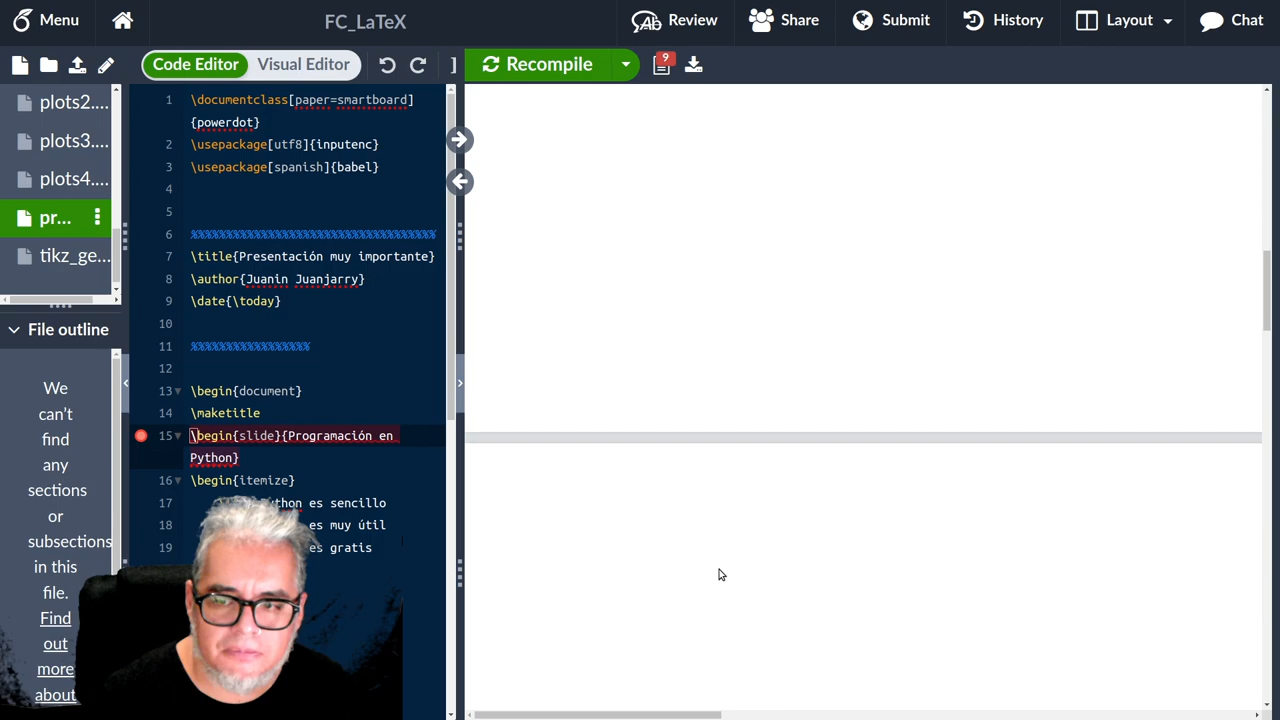 Menu
FC_LaTeX
Review
Share
Submit
History
Layout
Chat
Code Editor
Visual Editor
Recompile
9
plots2....
plots3....
plots4....
pr...
tikz_ge...
File outline
We
can't
find
any
sections
or
subsections
in this
file.
Find
out
more
about
1 \documentclass[paper=smartboard]
{powerdot}
2 \usepackage[utf8]{inputenc}
3 \usepackage[spanish]{babel}
4
5
6 %%%%%%%%%%%%%%%%%%%%%%%%%%%%%%%%%%%
7 \title{Presentación muy importante}
8 \author{Juanin Juanjarry}
9 \date{\today}
10
11 %%%%%%%%%%%%%%%%%
12
13 \begin{document}
14 \maketitle
15 \begin{slide}{Programación en
Python}
16 \begin{itemize}
17 es sencillo
18 es muy útil
19 es gratis